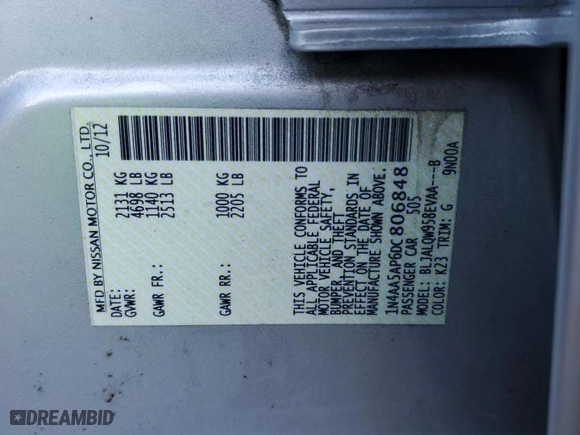 MFD BY NISSAN MOTOR CO., LTD.
DATE: 10/12
GVWR: 2131 KG
4698 LB
GAWR FR.: 1140 KG
2513 LB
GAWR RR.: 1000 KG
2205 LB
THIS VEHICLE CONFORMS TO
ALL APPLICABLE FEDERAL
MOTOR VEHICLE SAFETY,
BUMPER, AND THEFT
PREVENTION STANDARDS IN
EFFECT ON THE DATE OF
MANUFACTURE SHOWN ABOVE.
1N4AA5AP6DC806848
PASSENGER CAR 505
MODEL: BLJALQW958EVAA---B
COLOR: K23 TRIM: G 9N00A
DREAMBID